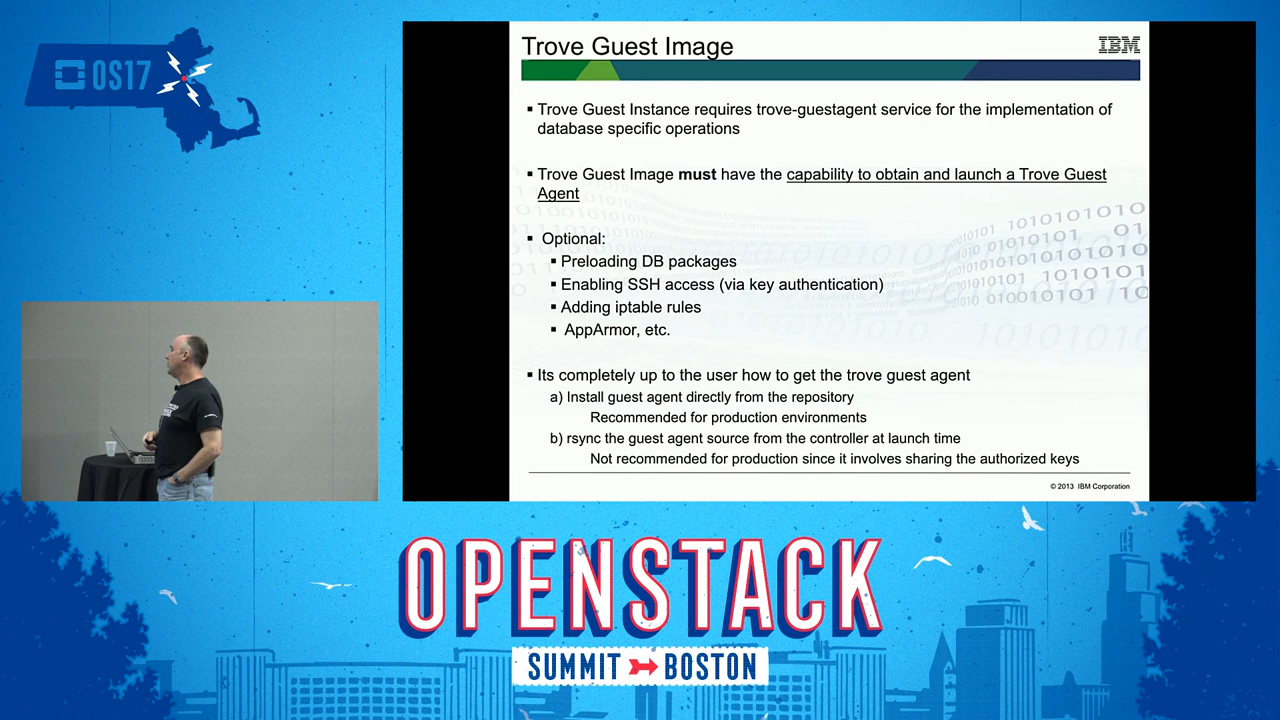 OS17
Trove Guest Image
IBM
▪ Trove Guest Instance requires trove-guestagent service for the implementation of
database specific operations
▪ Trove Guest Image must have the capability to obtain and launch a Trove Guest
Agent
▪ Optional:
▪ Preloading DB packages
▪ Enabling SSH access (via key authentication)
▪ Adding iptable rules
▪ AppArmor, etc.
▪ Its completely up to the user how to get the trove guest agent
a) Install guest agent directly from the repository
Recommended for production environments
b) rsync the guest agent source from the controller at launch time
Not recommended for production since it involves sharing the authorized keys
© 2013 IBM Corporation
OPENSTACK
SUMMIT BOSTON